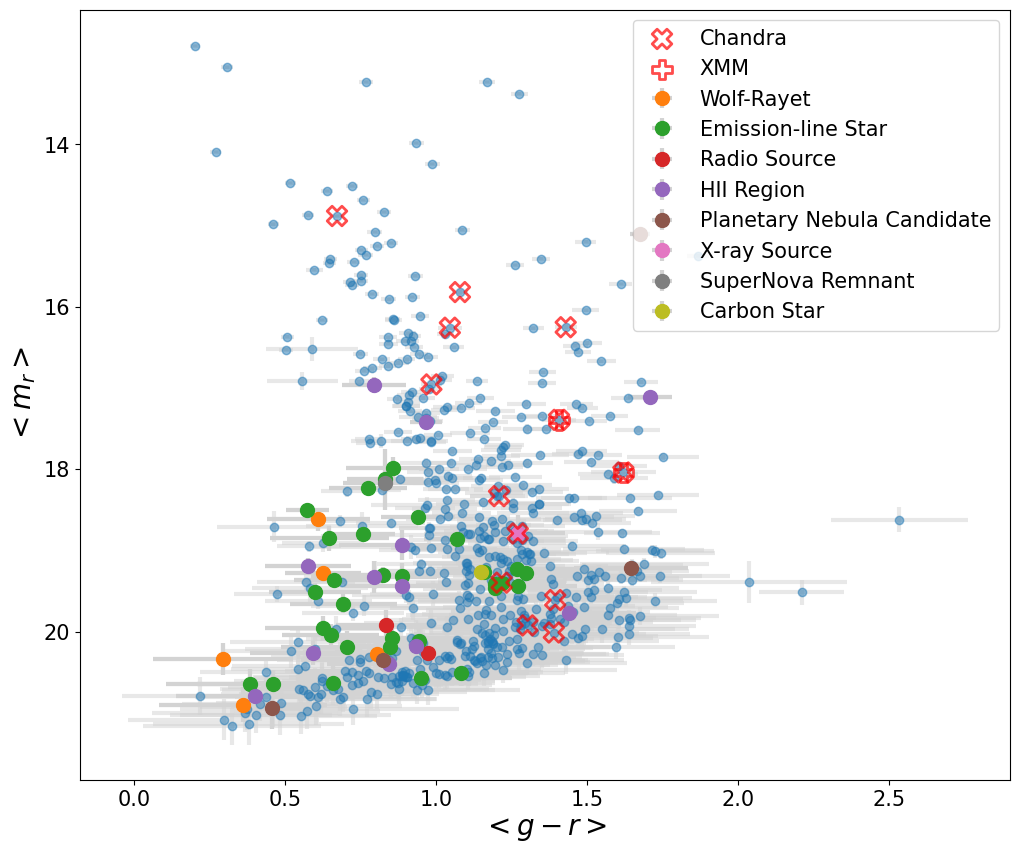 Chandra
XMM
Wolf-Rayet
Emission-line Star
Radio Source
HII Region
Planetary Nebula Candidate
X-ray Source
SuperNova Remnant
Carbon Star
14
16
18
20
< m_r >
0.0 0.5 1.0 1.5 2.0 2.5
< g − r >